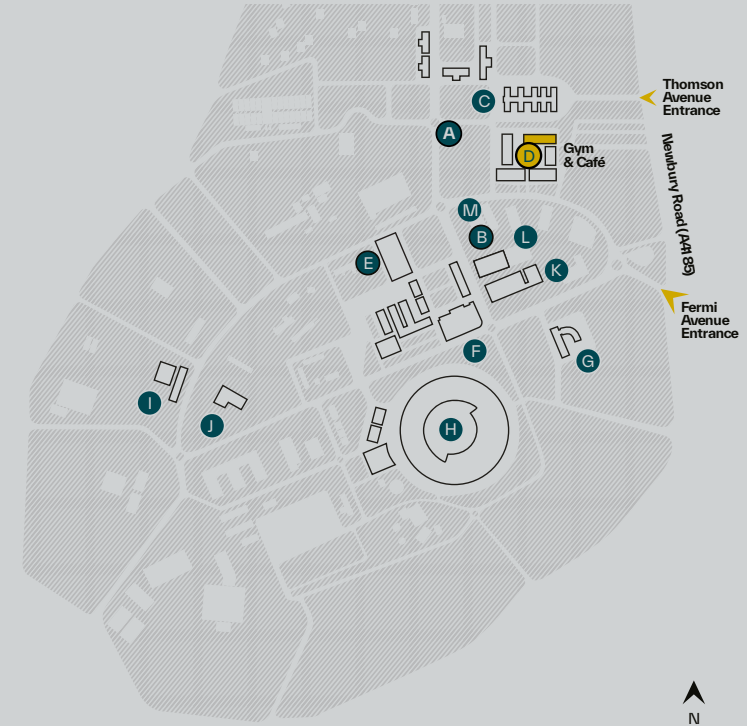 Thomson
Avenue
Entrance
C
A
Gym
& Café
D
Newbury Road (A4185)
M
B
L
E
K
Fermi
Avenue
Entrance
F
G
I
J
H
N